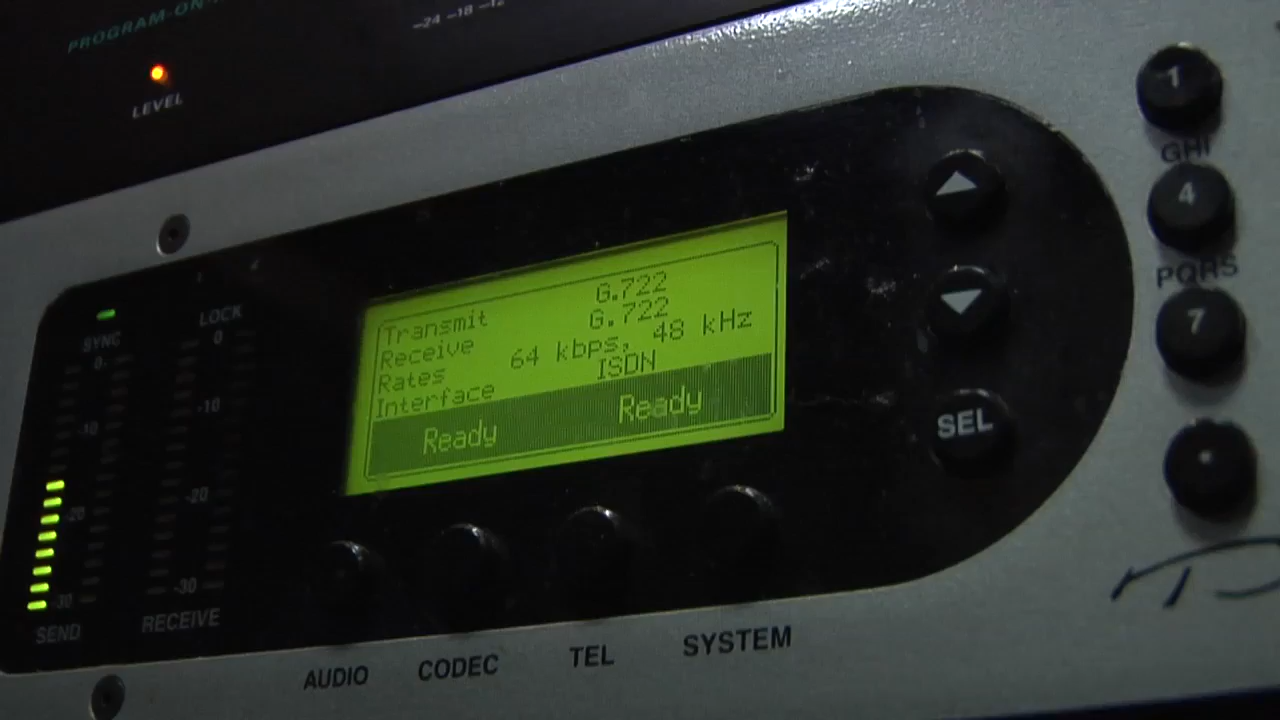 PROGRAM-ON-
-24 -18 -12
LEVEL
1
GHI
4
PQRS
7
SYNC
LOCK
0
0
-10
-10
-20
-20
-30
-30
SEND
RECEIVE
Transmit G.722
Receive G.722
Rates 64 kbps, 48 kHz
Interface ISDN
Ready Ready
SEL
AUDIO CODEC TEL SYSTEM